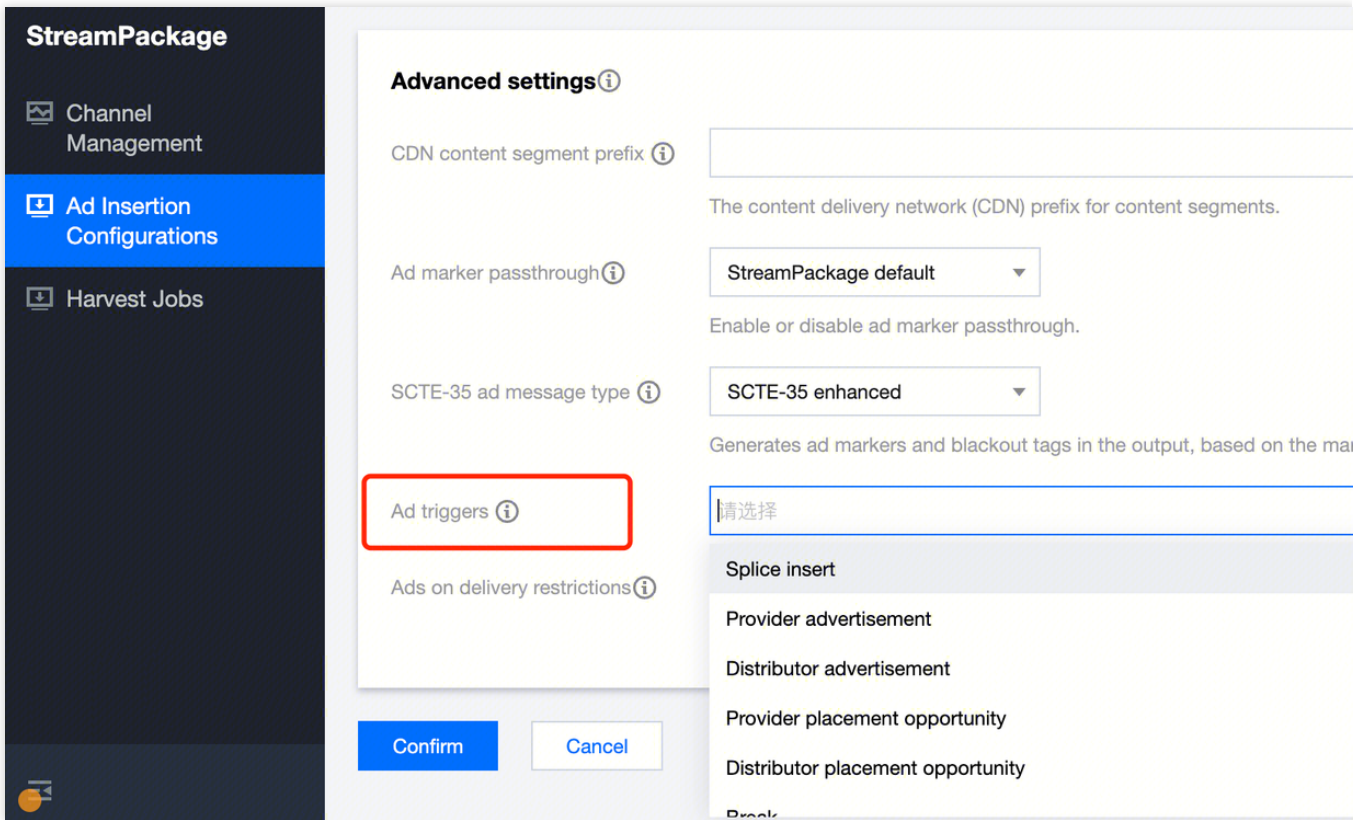 StreamPackage
Channel
Management
Ad Insertion
Configurations
Harvest Jobs
Advanced settings
CDN content segment prefix
The content delivery network (CDN) prefix for content segments.
Ad marker passthrough
StreamPackage default
Enable or disable ad marker passthrough.
SCTE-35 ad message type
SCTE-35 enhanced
Generates ad markers and blackout tags in the output, based on the mar
Ad triggers
请选择
Splice insert
Ads on delivery restrictions
Provider advertisement
Distributor advertisement
Provider placement opportunity
Distributor placement opportunity
Break
Confirm
Cancel